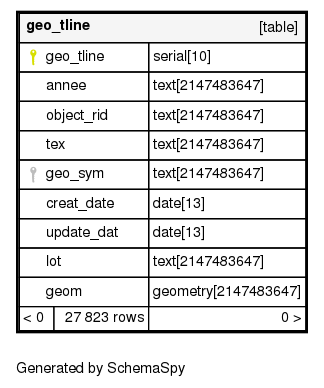 geo_tline [table]
geo_tline serial[10]
annee text[2147483647]
object_rid text[2147483647]
tex text[2147483647]
geo_sym text[2147483647]
creat_date date[13]
update_dat date[13]
lot text[2147483647]
geom geometry[2147483647]
< 0 27 823 rows 0 >
Generated by SchemaSpy